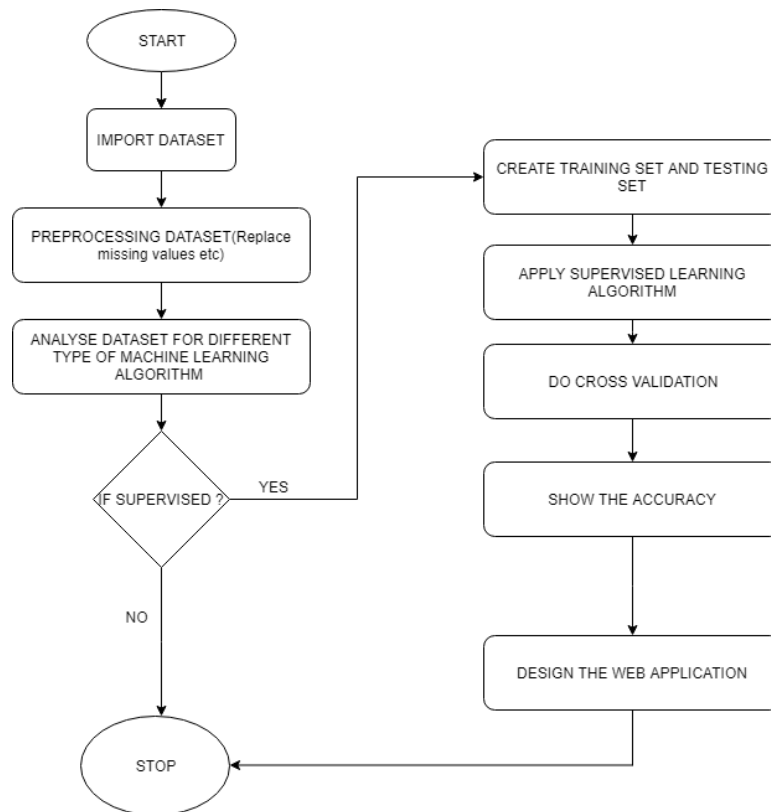 START
IMPORT DATASET
PREPROCESSING DATASET(Replace
missing values etc)
ANALYSE DATASET FOR DIFFERENT
TYPE OF MACHINE LEARNING
ALGORITHM
IF SUPERVISED ?
YES
NO
CREATE TRAINING SET AND TESTING
SET
APPLY SUPERVISED LEARNING
ALGORITHM
DO CROSS VALIDATION
SHOW THE ACCURACY
DESIGN THE WEB APPLICATION
STOP